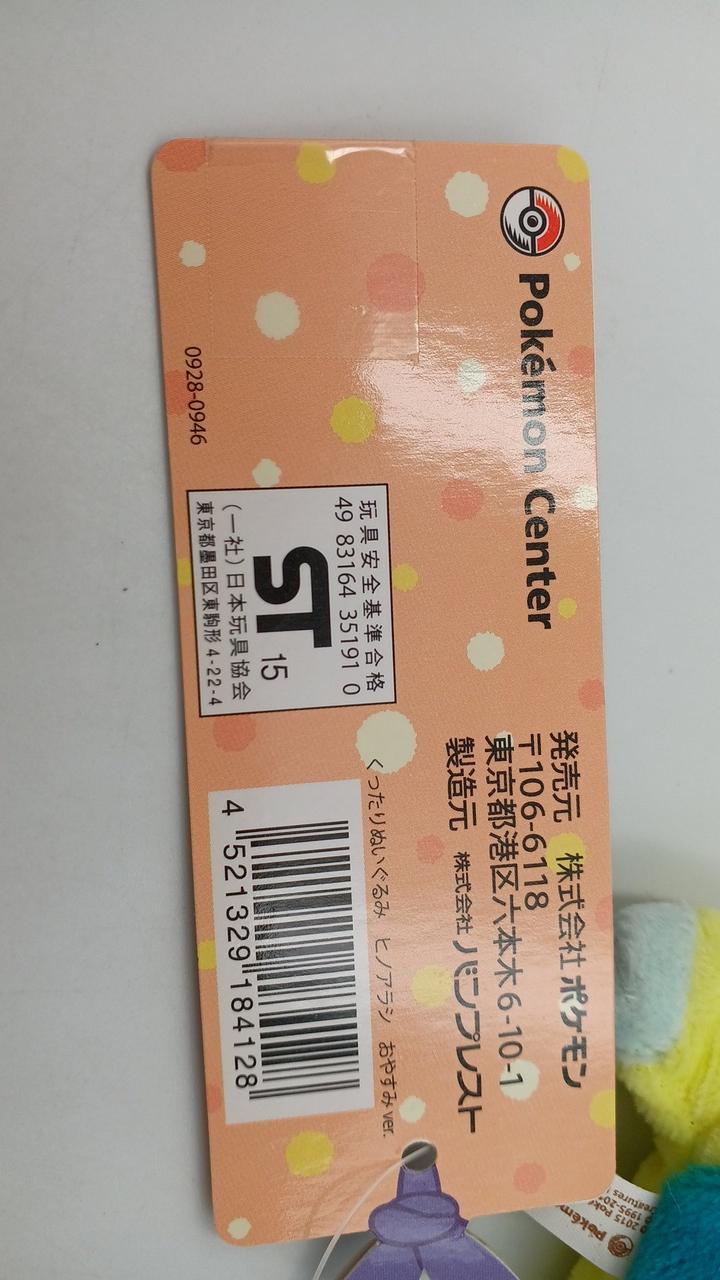 Pokémon Center
発売元 株式会社ポケモン
〒106-6118
東京都港区六本木6-10-1
製造元 株式会社バンプレスト
くったりぬいぐるみ ヒノアラシ おやすみver.
玩具安全基準合格
49 83164 35191 0
ST 15
(一社)日本玩具協会
東京都墨田区東駒形4-22-4
0928-0946
4 521329 184128